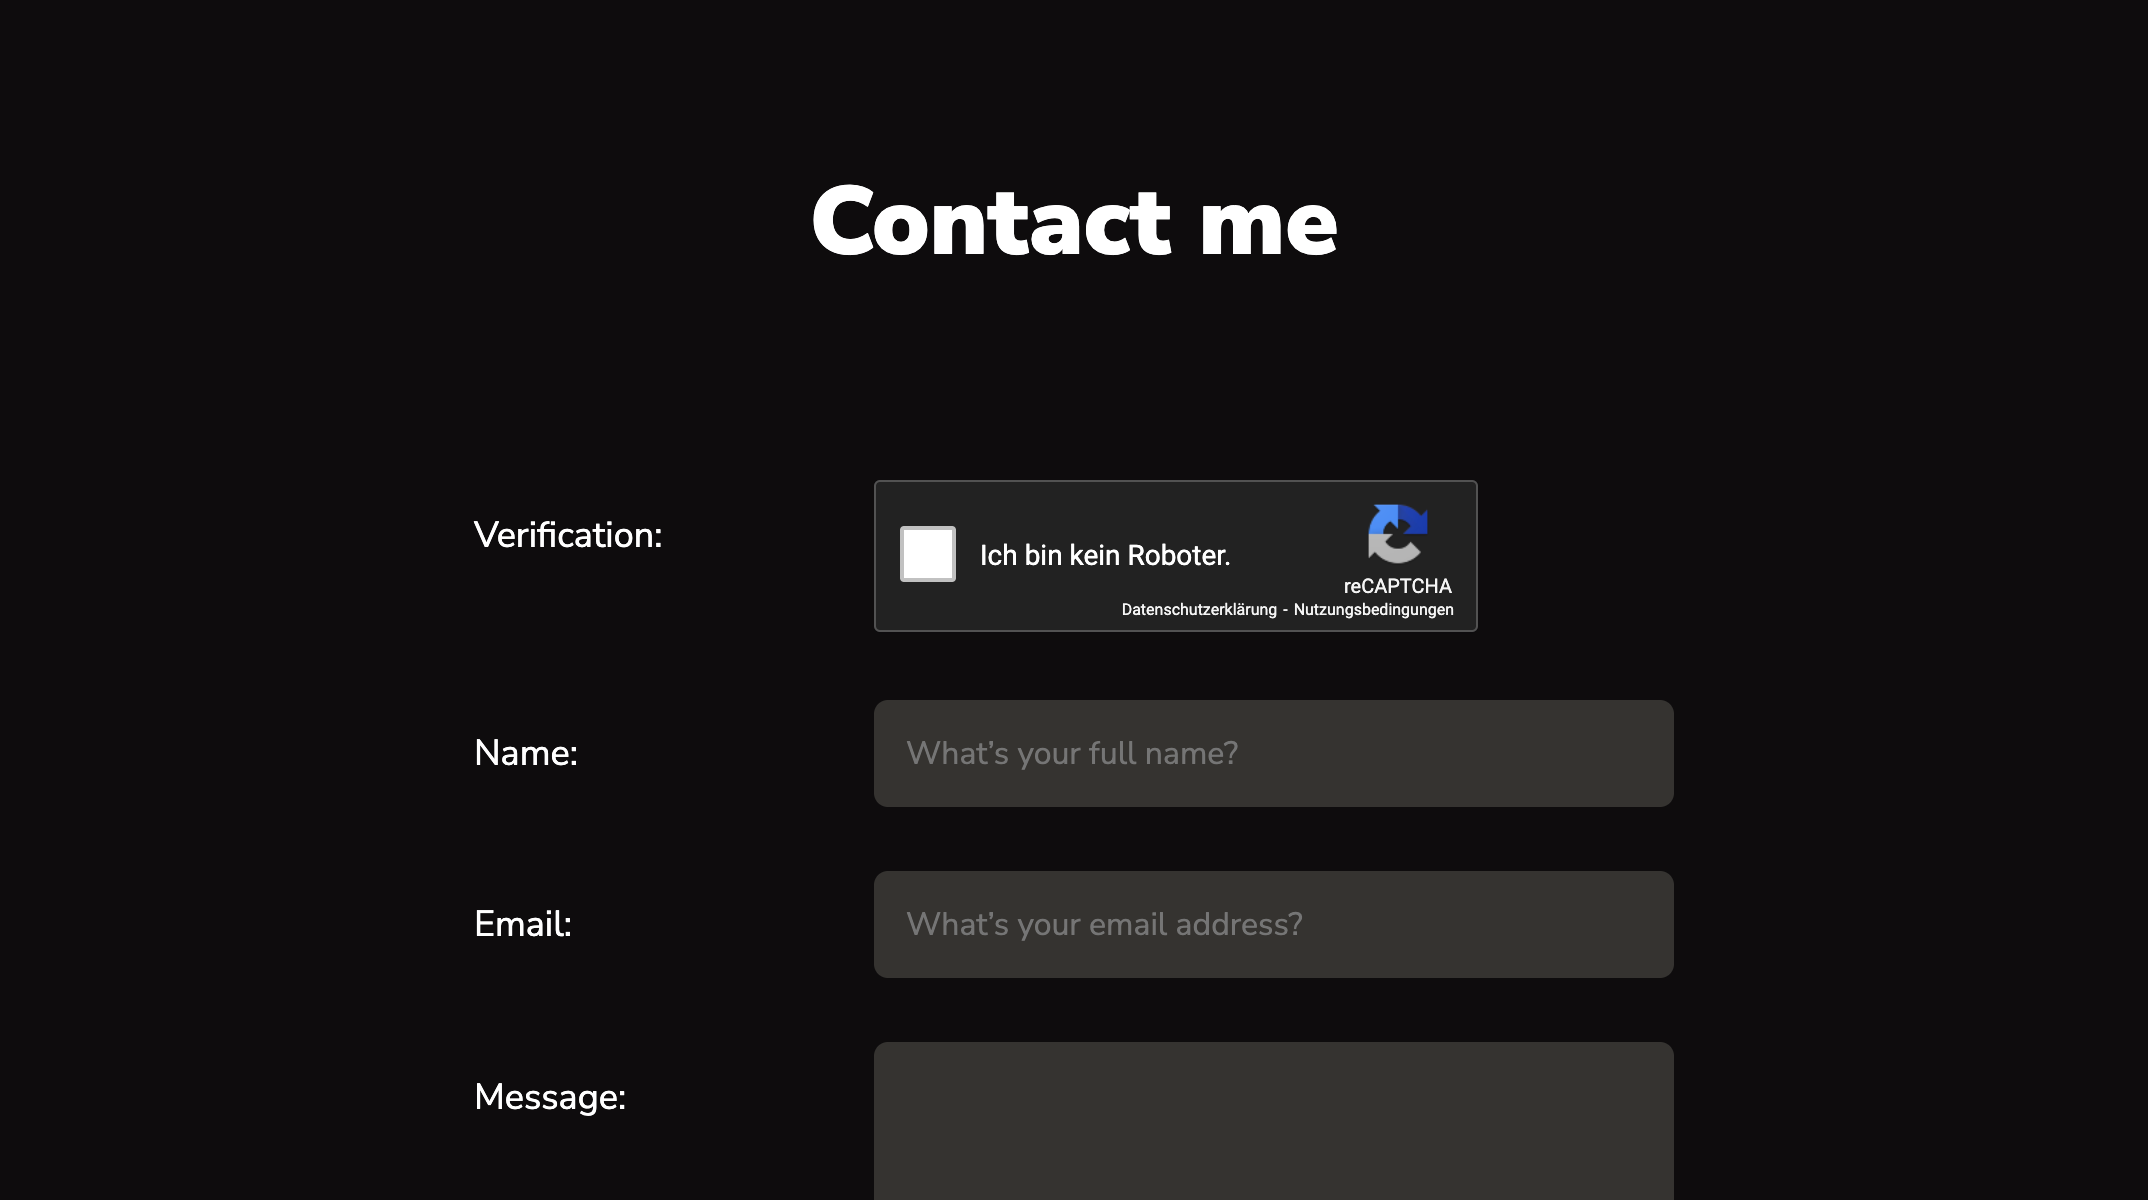 Contact me
Verification:
Ich bin kein Roboter.
reCAPTCHA
Datenschutzerklärung - Nutzungsbedingungen
Name:
What's your full name?
Email:
What's your email address?
Message: